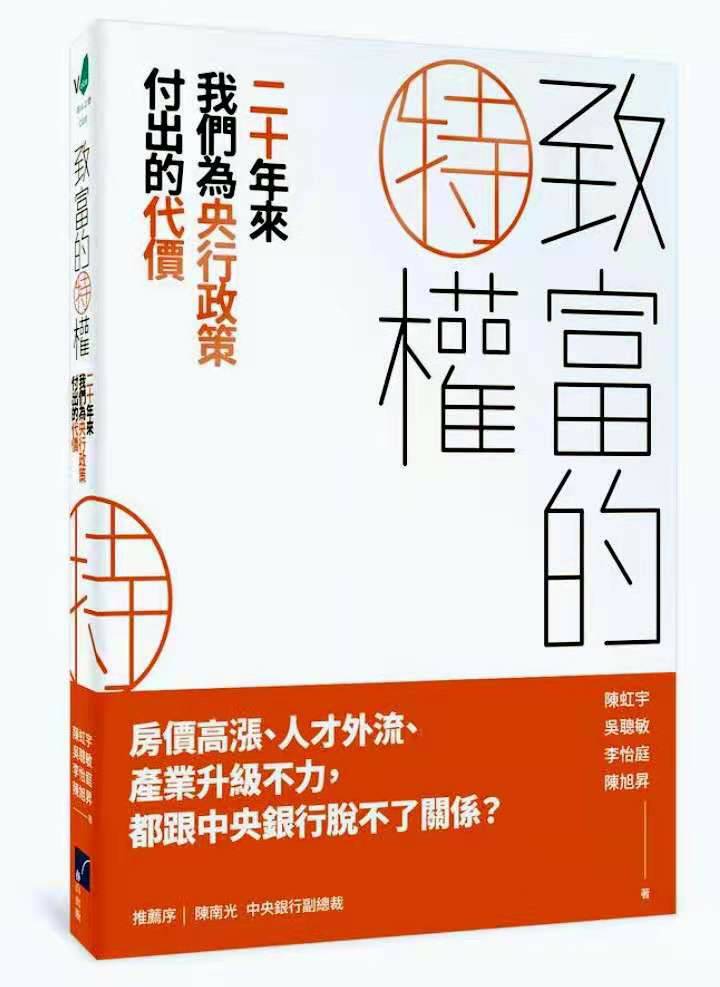 致富的
特權
二十年來
我們為央行政策
付出的代價
房價高漲、人才外流、
產業升級不力，
都跟中央銀行脫不了關係？
陳虹宇
吳聰敏
李怡庭
陳旭昇
著
推薦序｜陳南光 中央銀行副總裁
致富的特權
二十年來
我們為央行政策
付出的代價
特
陳虹宇
吳聰敏
李怡庭
陳旭昇
著